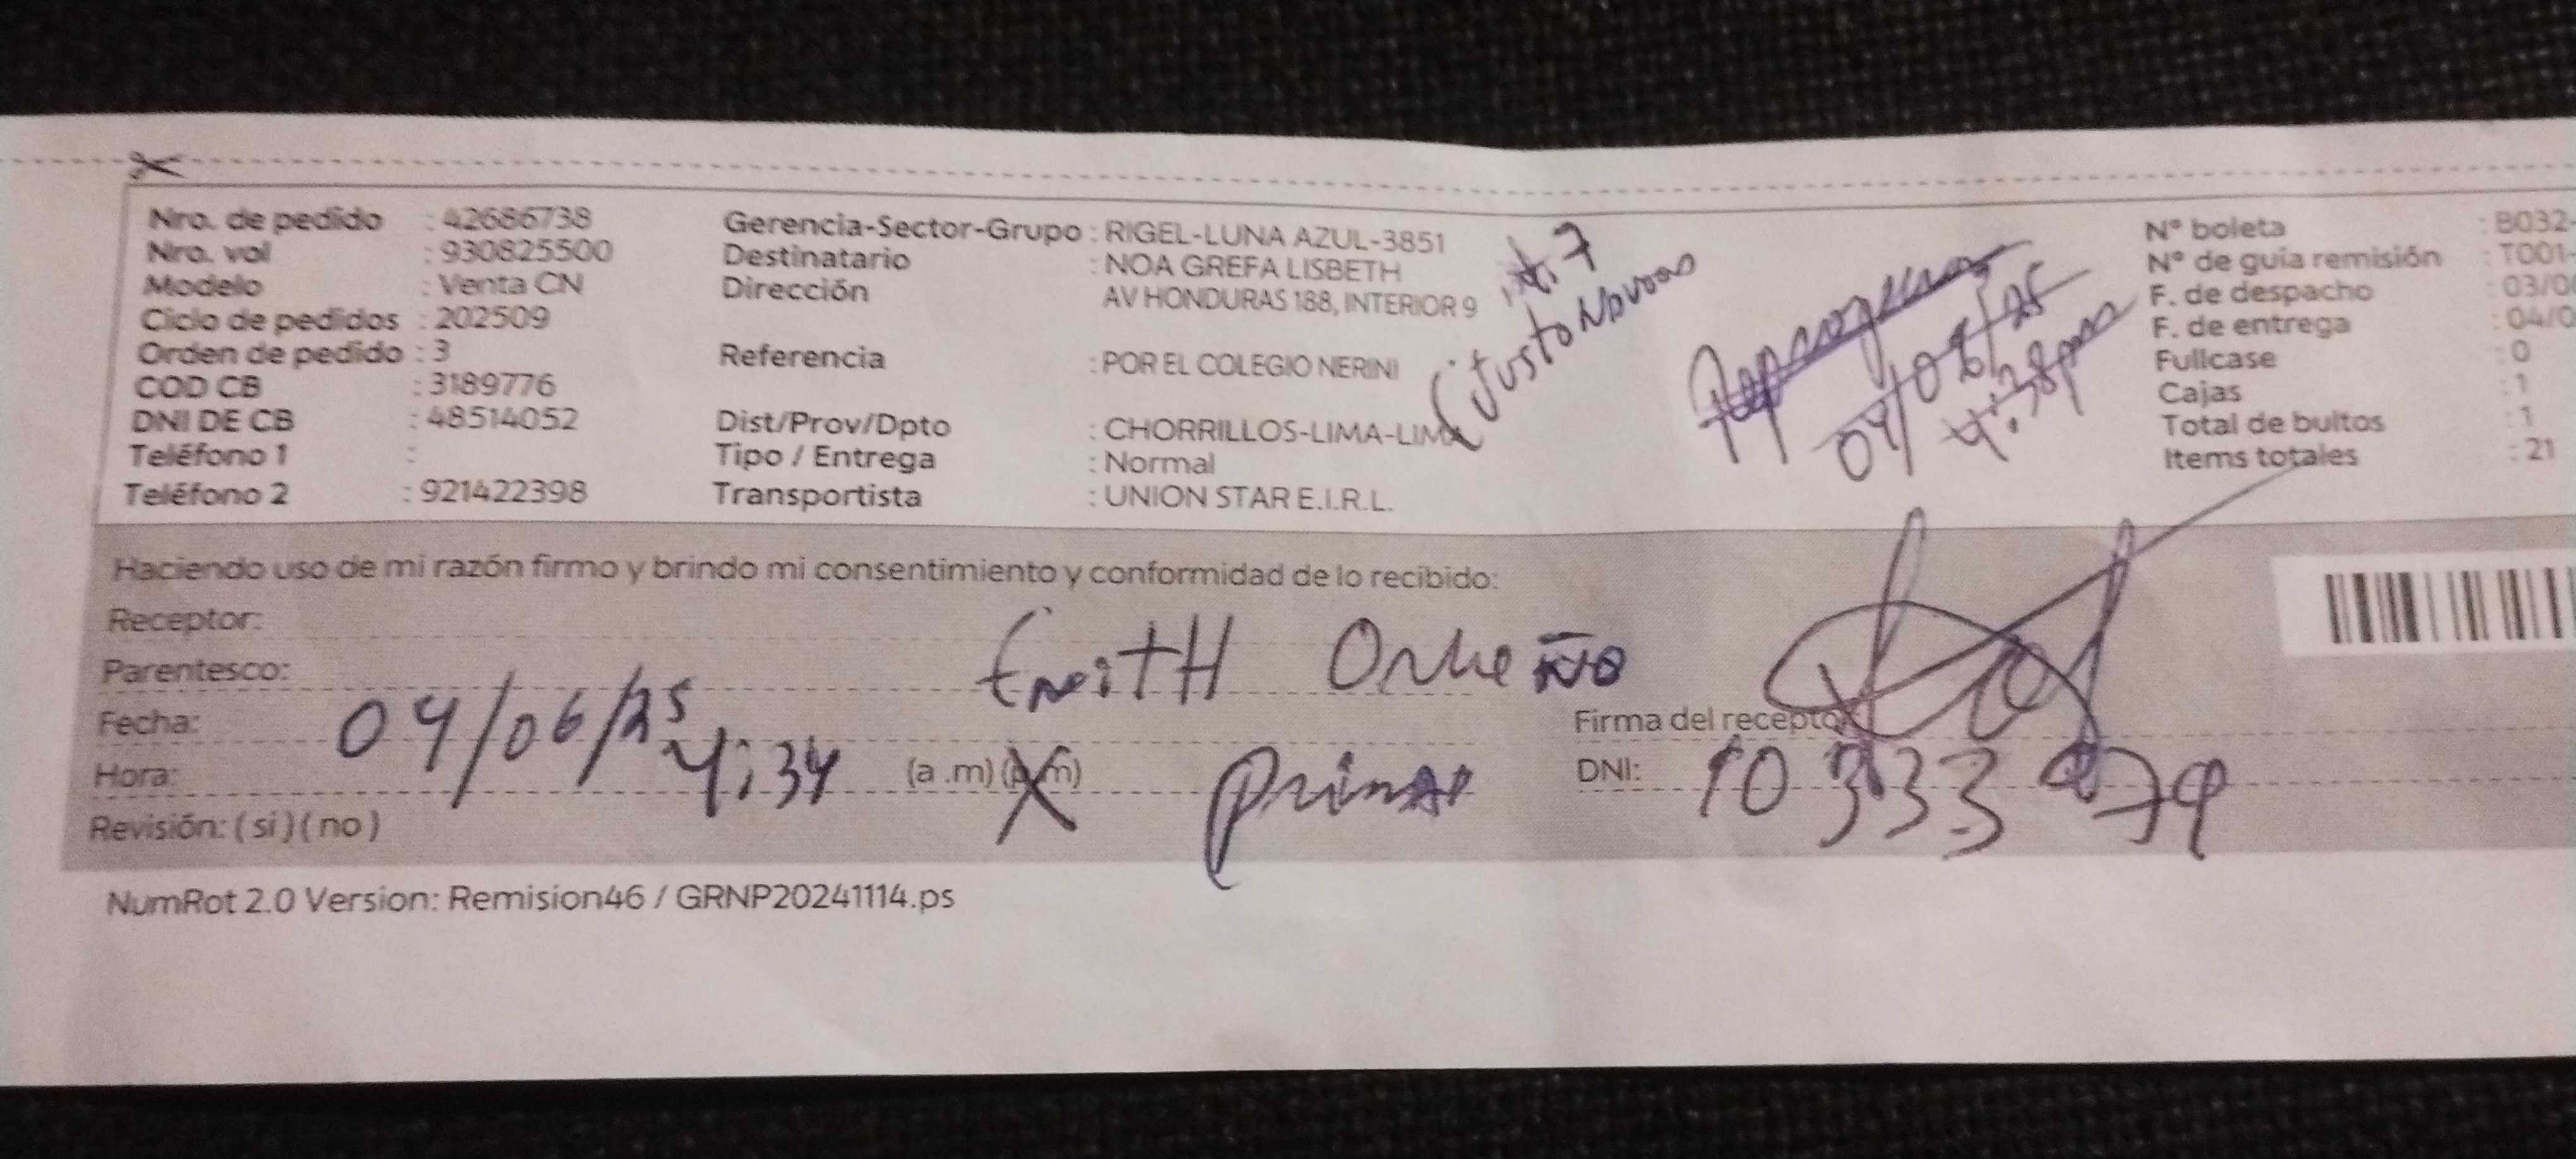 Nro. de pedido : 42686738
Nro. vol : 930825500
Modelo : Venta CN
Ciclo de pedidos : 202509
Orden de pedido : 3
COD CB : 3189776
DNI DE CB : 48514052
Teléfono 1 :
Teléfono 2 : 921422398
Gerencia-Sector-Grupo : RIGEL-LUNA AZUL-3851
Destinatario : NOA GREFA LISBETH
Dirección AV HONDURAS 188, INTERIOR 9
Referencia : POR EL COLEGIO NERINI
Dist/Prov/Dpto : CHORRILLOS-LIMA-LIMA
Tipo / Entrega : Normal
Transportista : UNION STAR E.I.R.L.
4:38pm
N° boleta : B032-
N° de guía remisión : T001-
F. de despacho : 03/0
F. de entrega : 04/0
Fullcase : 0
Cajas : 1
Total de bultos : 1
Items totales : 21
Haciendo uso de mi razón firmo y brindo mi consentimiento y conformidad de lo recibido:
Receptor:
Parentesco:
Fecha: 04/06/25
Hora: 4:34 (a .m) (p.m)
Revisión: ( si ) ( no )
Firma del receptor
DNI:
NumRot 2.0 Version: Remision46 / GRNP20241114.ps